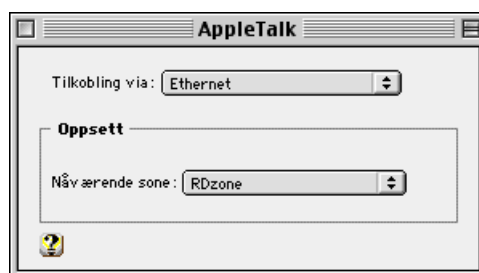 AppleTalk
Tilkobling via: Ethernet
Oppsett
Nåværende sone: RDzone
?